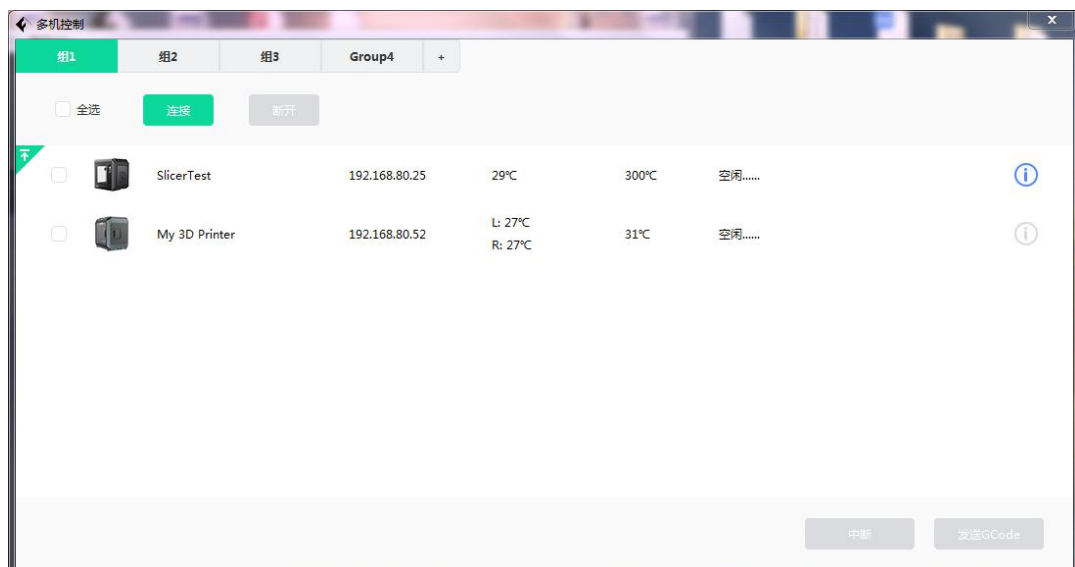 多机控制
X
组1 组2 组3 Group4 +
全选 连接 断开
SlicerTest 192.168.80.25 29℃ 300℃ 空闲......
My 3D Printer 192.168.80.52 L: 27℃ R: 27℃ 31℃ 空闲......
中断 发送GCode